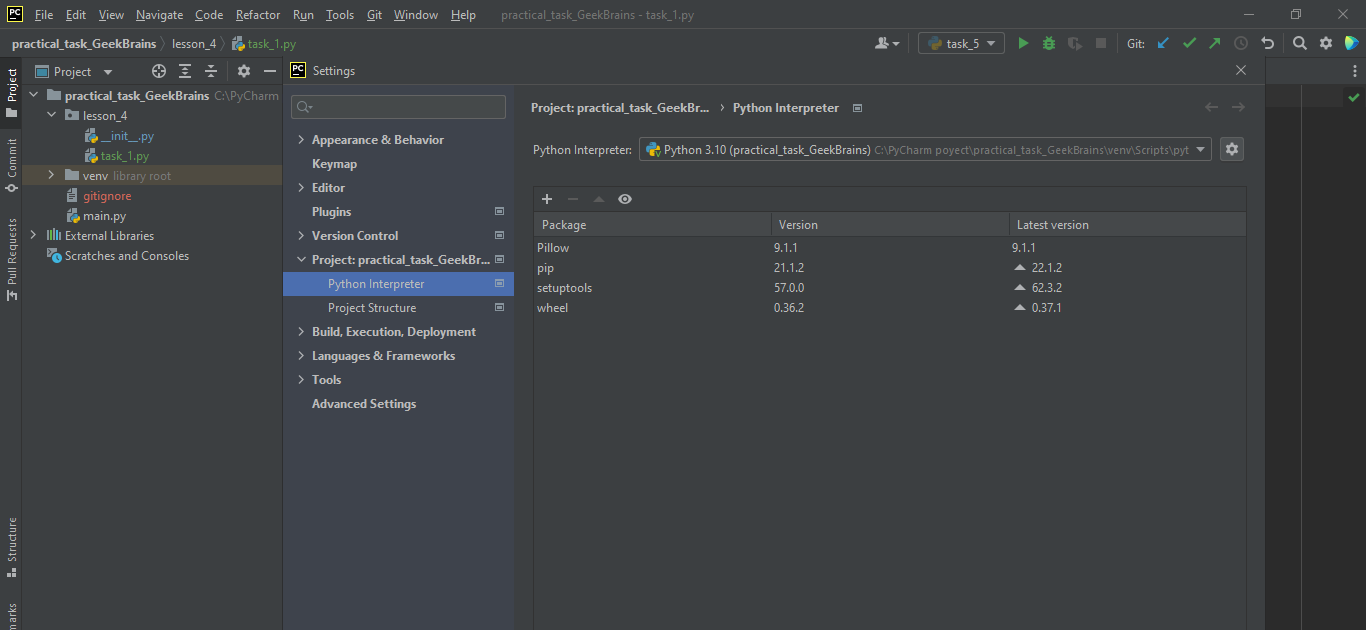 PC File Edit View Navigate Code Refactor Run Tools Git Window Help practical_task_GeekBrains - task_1.py
practical_task_GeekBrains lesson_4 task_1.py task_5 Git:
Project
Commit
Pull Requests
Structure
Project
practical_task_GeekBrains C:\PyCharm
lesson_4
__init__.py
task_1.py
venv library root
gitignore
main.py
External Libraries
Scratches and Consoles
PC Settings
Appearance & Behavior
Keymap
Editor
Plugins
Version Control
Project: practical_task_GeekBr...
Python Interpreter
Project Structure
Build, Execution, Deployment
Languages & Frameworks
Tools
Advanced Settings
Project: practical_task_GeekBr... › Python Interpreter
Python Interpreter: Python 3.10 (practical_task_GeekBrains) C:\PyCharm poyect\practical_task_GeekBrains\venv\Scripts\pyt
Package Version Latest version
Pillow 9.1.1 9.1.1
pip 21.1.2 22.1.2
setuptools 57.0.0 62.3.2
wheel 0.36.2 0.37.1